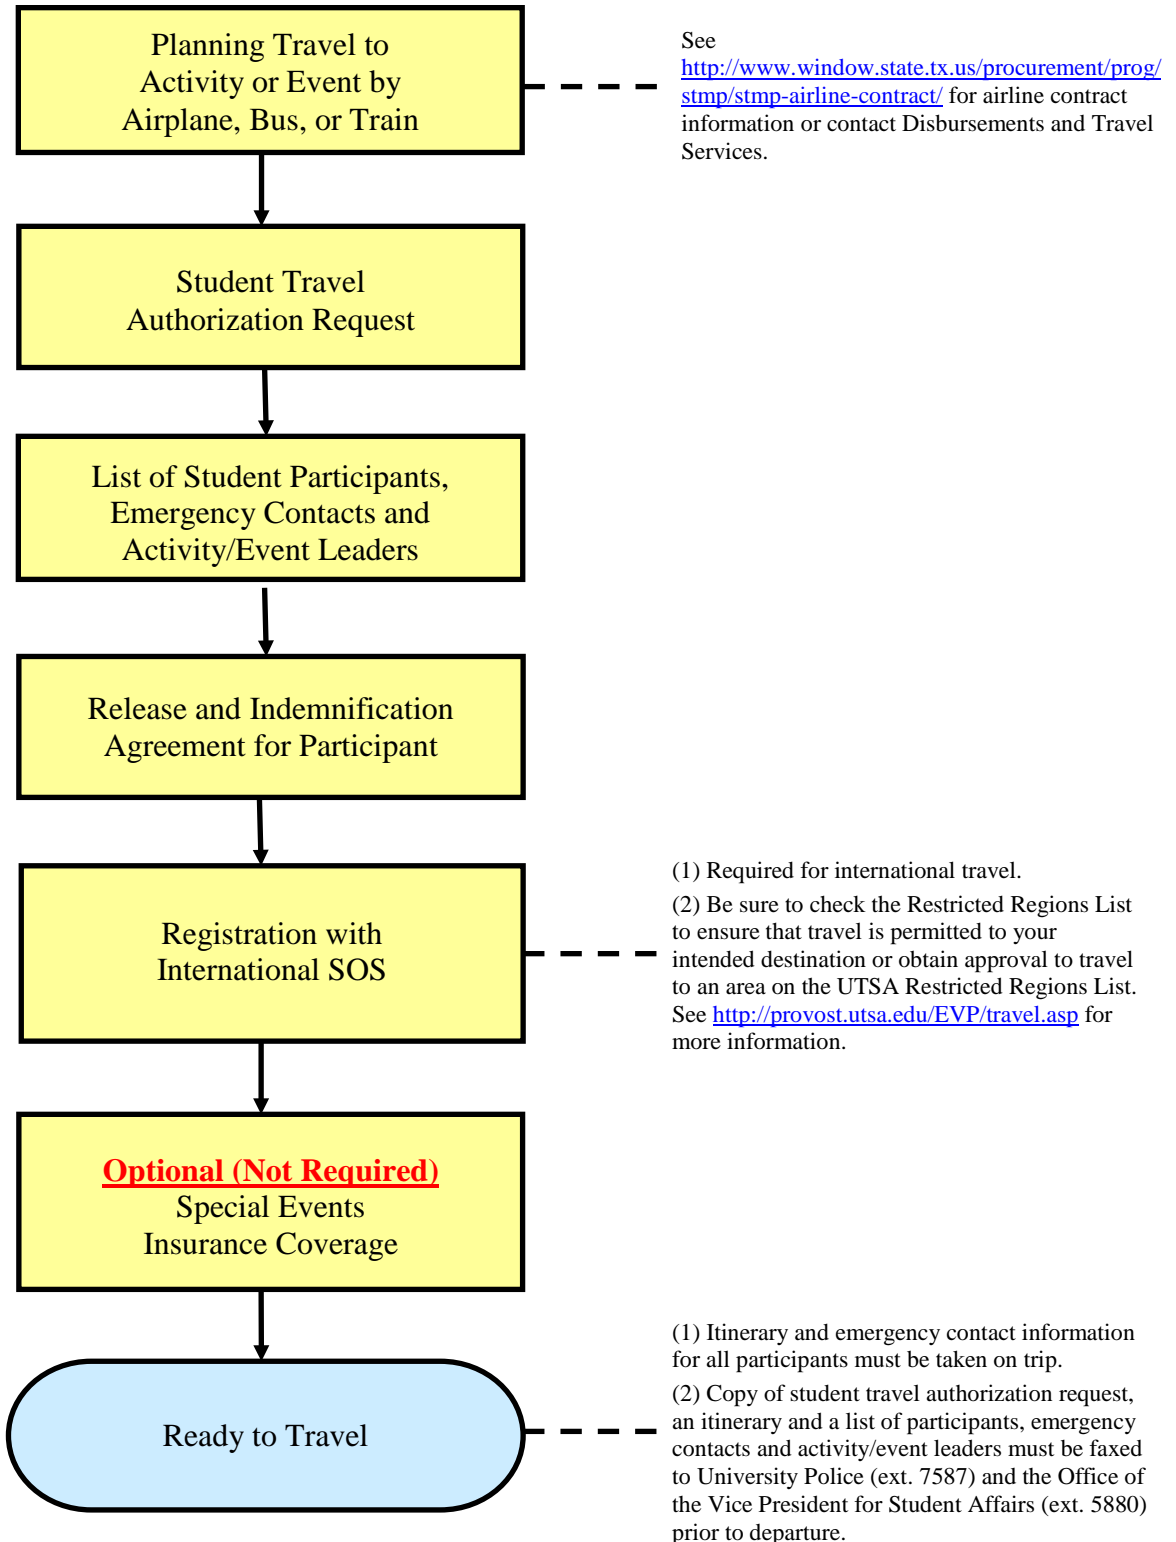 Planning Travel to
Activity or Event by
Airplane, Bus, or Train
See
http://www.window.state.tx.us/procurement/prog/
stmp/stmp-airline-contract/ for airline contract
information or contact Disbursements and Travel
Services.
Student Travel
Authorization Request
List of Student Participants,
Emergency Contacts and
Activity/Event Leaders
Release and Indemnification
Agreement for Participant
Registration with
International SOS
(1) Required for international travel.
(2) Be sure to check the Restricted Regions List
to ensure that travel is permitted to your
intended destination or obtain approval to travel
to an area on the UTSA Restricted Regions List.
See http://provost.utsa.edu/EVP/travel.asp for
more information.
Optional (Not Required)
Special Events
Insurance Coverage
Ready to Travel
(1) Itinerary and emergency contact information
for all participants must be taken on trip.
(2) Copy of student travel authorization request,
an itinerary and a list of participants, emergency
contacts and activity/event leaders must be faxed
to University Police (ext. 7587) and the Office of
the Vice President for Student Affairs (ext. 5880)
prior to departure.